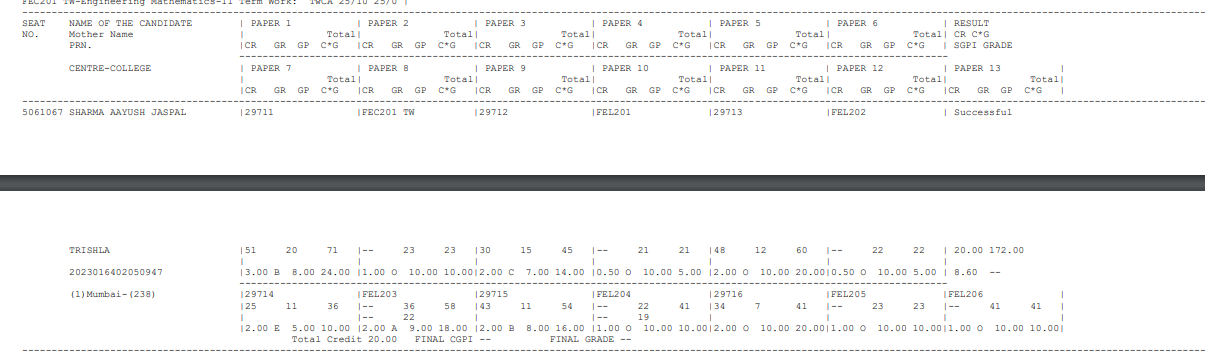 FEC201 TW-Engineering Mathematics-II Term Work: TWCA 25/10 25/0 |
SEAT NAME OF THE CANDIDATE | PAPER 1 | PAPER 2 | PAPER 3 | PAPER 4 | PAPER 5 | PAPER 6 | RESULT
NO. Mother Name | Total| Total| Total| Total| Total| Total| CR C*G
PRN. |CR GR GP C*G |CR GR GP C*G |CR GR GP C*G |CR GR GP C*G |CR GR GP C*G |CR GR GP C*G | SGPI GRADE
CENTRE-COLLEGE | PAPER 7 | PAPER 8 | PAPER 9 | PAPER 10 | PAPER 11 | PAPER 12 | PAPER 13 |
| Total| Total| Total| Total| Total| Total| Total|
|CR GR GP C*G |CR GR GP C*G |CR GR GP C*G |CR GR GP C*G |CR GR GP C*G |CR GR GP C*G |CR GR GP C*G |
5061067 SHARMA AAYUSH JASPAL |29711 |FEC201 TW |29712 |FEL201 |29713 |FEL202 | Successful
TRISHLA |51 20 71 |-- 23 23 |30 15 45 |-- 21 21 |48 12 60 |-- 22 22 | 20.00 172.00
2023016402050947 |3.00 B 8.00 24.00 |1.00 O 10.00 10.00|2.00 C 7.00 14.00 |0.50 O 10.00 5.00 |2.00 O 10.00 20.00|0.50 O 10.00 5.00 | 8.60 --
(1)Mumbai-(238) |29714 |FEL203 |29715 |FEL204 |29716 |FEL205 |FEL206 |
|25 11 36 |-- 36 58 |43 11 54 |-- 22 41 |34 7 41 |-- 23 23 |-- 41 41 |
| |-- 22 | |-- 19 | | | |
|2.00 E 5.00 10.00 |2.00 A 9.00 18.00 |2.00 B 8.00 16.00 |1.00 O 10.00 10.00|2.00 O 10.00 20.00|1.00 O 10.00 10.00|1.00 O 10.00 10.00|
Total Credit 20.00 FINAL CGPI -- FINAL GRADE --